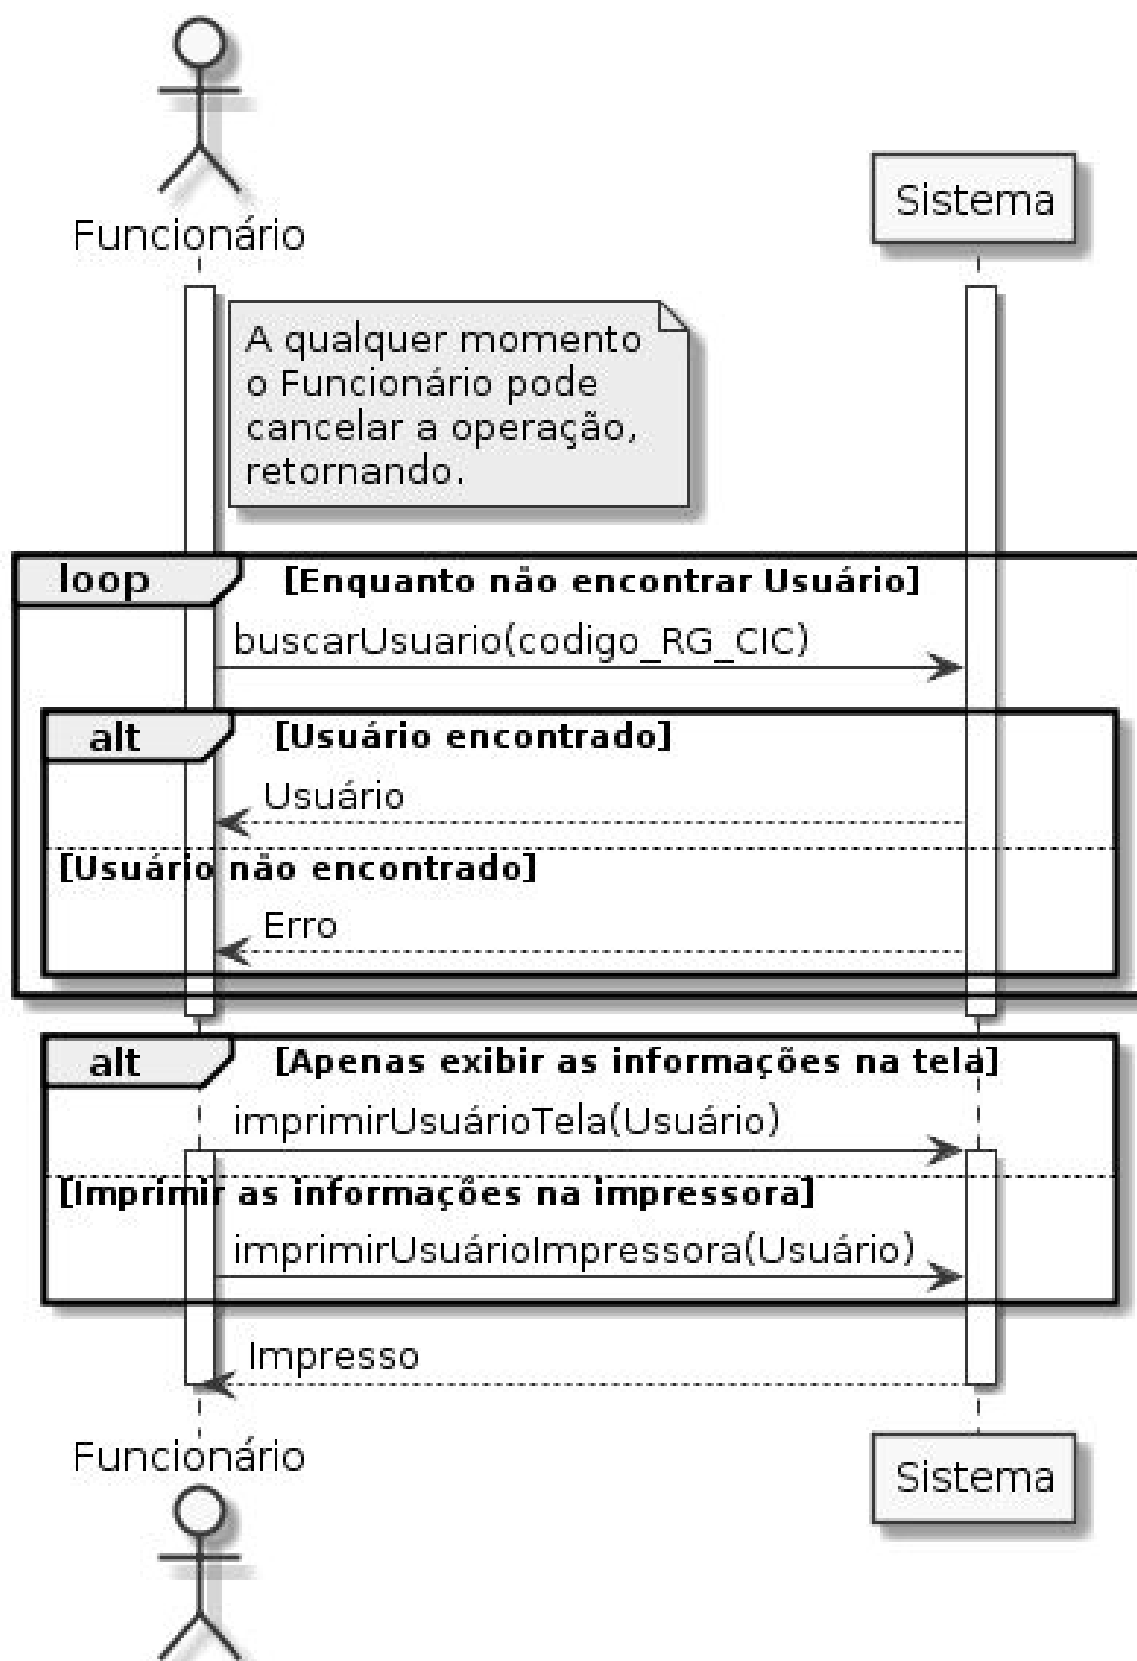 Funcionário
Sistema
A qualquer momento
o Funcionário pode
cancelar a operação,
retornando.
loop
[Enquanto não encontrar Usuário]
buscarUsuario(codigo_RG_CIC)
alt
[Usuário encontrado]
Usuário
[Usuário não encontrado]
Erro
alt
[Apenas exibir as informações na tela]
imprimirUsuárioTela(Usuário)
[Imprimir as informações na impressora]
imprimirUsuárioImpressora(Usuário)
Impresso
Funcionário
Sistema